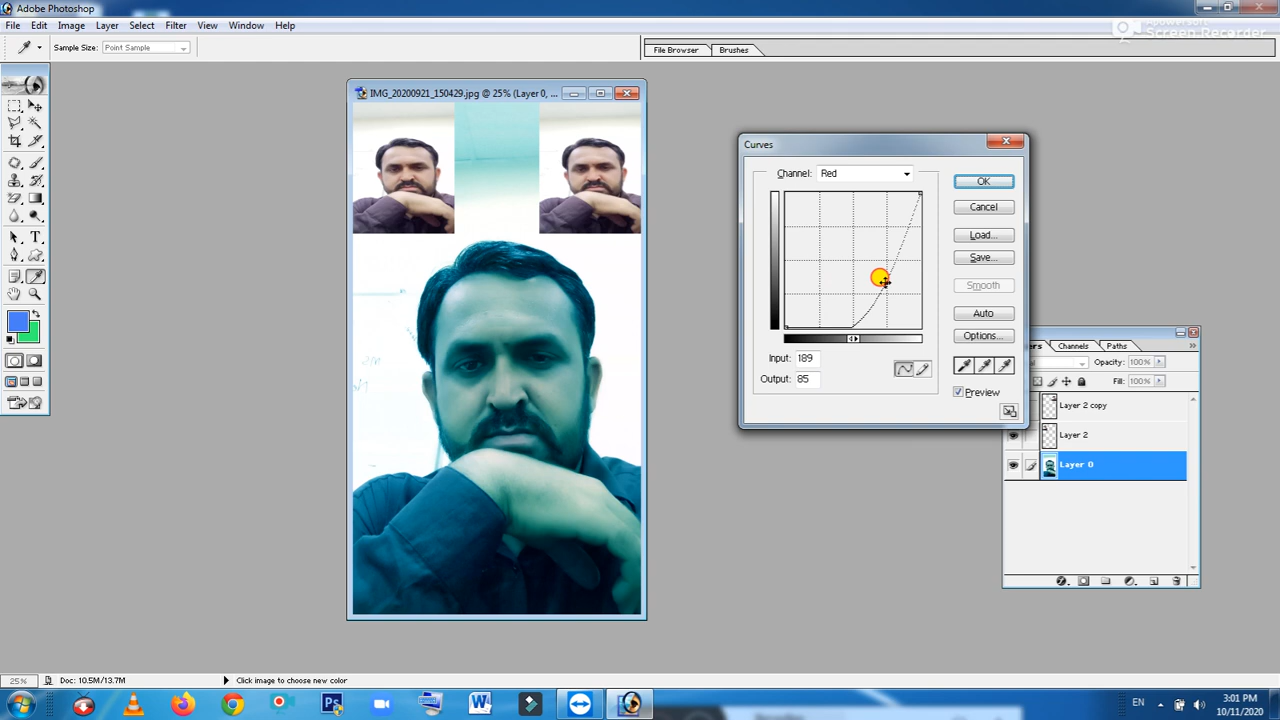 Adobe Photoshop
File Edit Image Layer Select Filter View Window Help
Apowersoft
Screen Recorder
Sample Size: Point Sample
File Browser Brushes
IMG_20200921_150429.jpg @ 25% (Layer 0, ...
Curves
Channel: Red
OK
Cancel
Load...
Save...
Smooth
Auto
Options...
Input: 189
Output: 85
Preview
Channels Paths
Opacity: 100%
Fill: 100%
Layer 2 copy
Layer 2
Layer 0
25% Doc: 10.5M/13.7M Click image to choose new color
EN
3:01 PM
10/11/2020